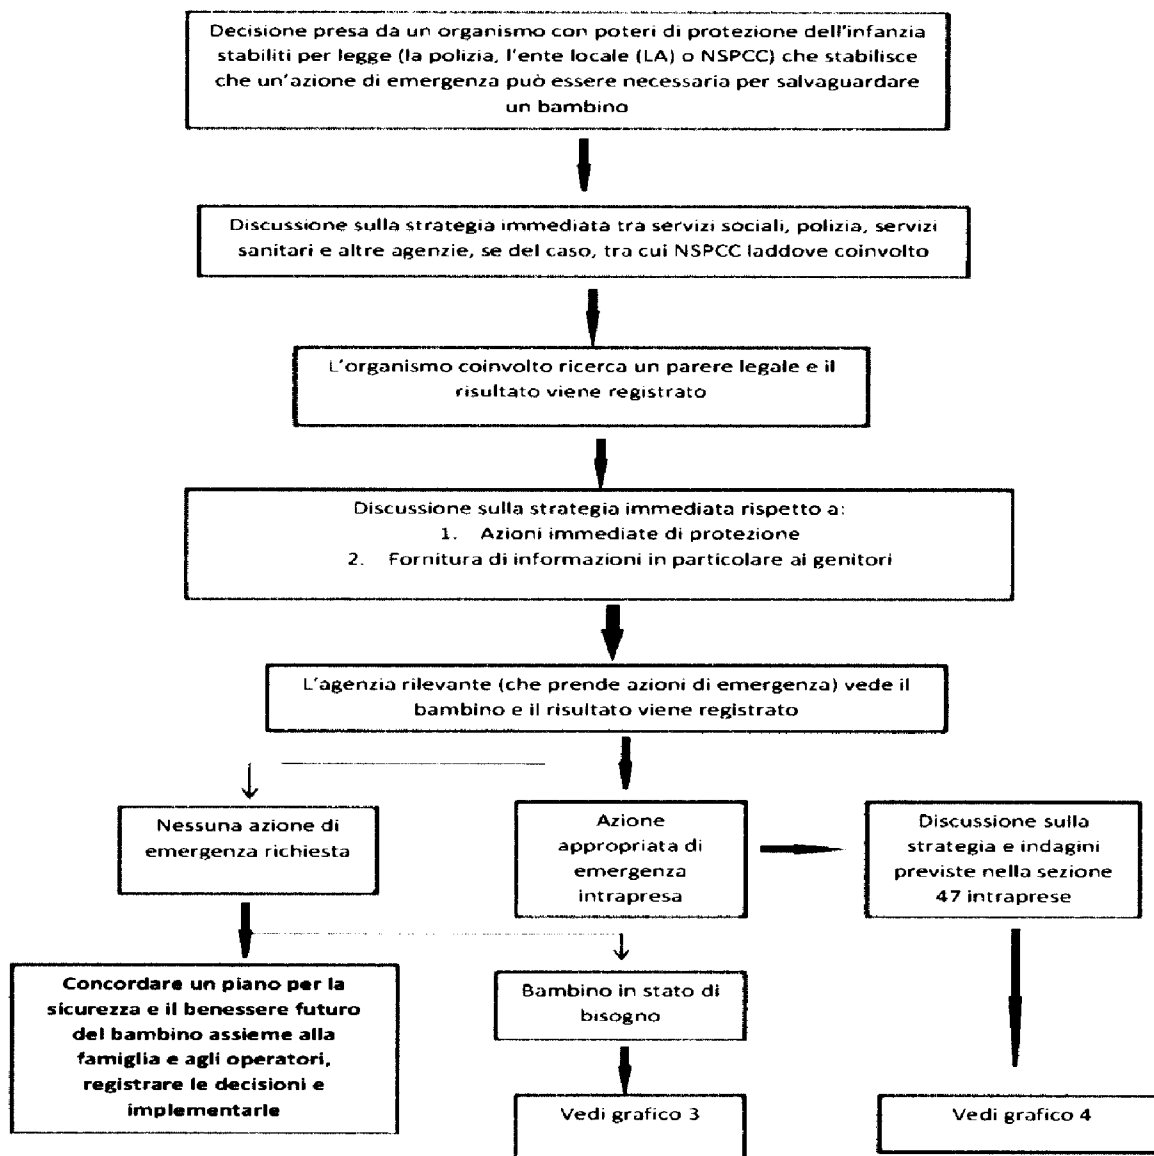 Decisione presa da un organismo con poteri di protezione dell'infanzia
stabiliti per legge (la polizia, l'ente locale (LA) o NSPCC) che stabilisce
che un'azione di emergenza può essere necessaria per salvaguardare
un bambino
Discussione sulla strategia immediata tra servizi sociali, polizia, servizi
sanitari e altre agenzie, se del caso, tra cui NSPCC laddove coinvolto
L'organismo coinvolto ricerca un parere legale e il
risultato viene registrato
Discussione sulla strategia immediata rispetto a:
1. Azioni immediate di protezione
2. Fornitura di informazioni in particolare ai genitori
L'agenzia rilevante (che prende azioni di emergenza) vede il
bambino e il risultato viene registrato
Nessuna azione di
emergenza richiesta
Azione
appropriata di
emergenza
intrapresa
Discussione sulla
strategia e indagini
previste nella sezione
47 intraprese
Concordare un piano per la
sicurezza e il benessere futuro
del bambino assieme alla
famiglia e agli operatori,
registrare le decisioni e
implementarle
Bambino in stato di
bisogno
Vedi grafico 3
Vedi grafico 4